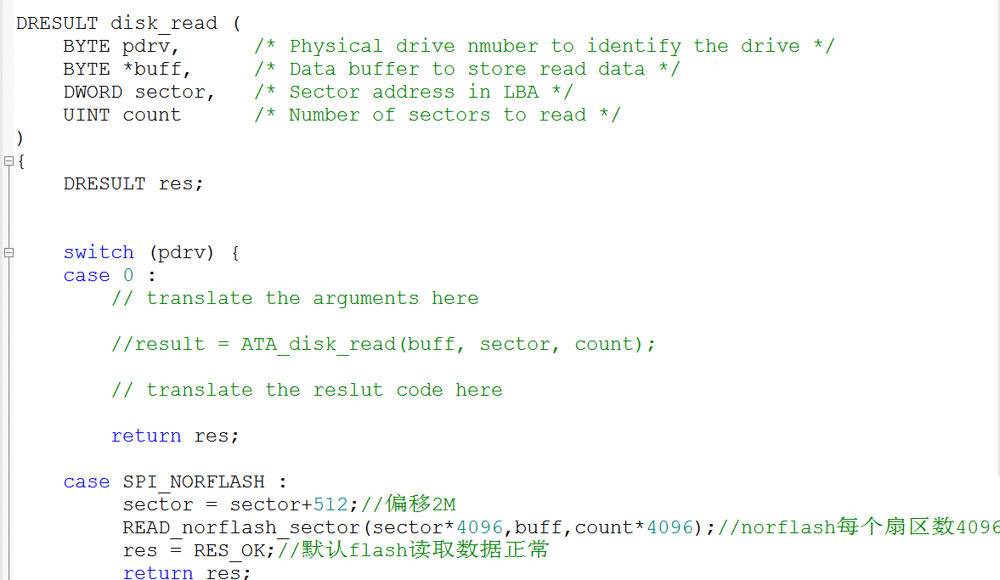 DRESULT disk_read (
    BYTE pdrv,      /* Physical drive nmuber to identify the drive */
    BYTE *buff,     /* Data buffer to store read data */
    DWORD sector,   /* Sector address in LBA */
    UINT count      /* Number of sectors to read */
)
{
    DRESULT res;
    switch (pdrv) {
    case 0 :
        // translate the arguments here
        //result = ATA_disk_read(buff, sector, count);
        // translate the reslut code here
        return res;
    case SPI_NORFLASH :
         sector = sector+512;//偏移2M
         READ_norflash_sector(sector*4096,buff,count*4096);//norflash每个扇区数4096
         res = RES_OK;//默认flash读取数据正常
         return res;